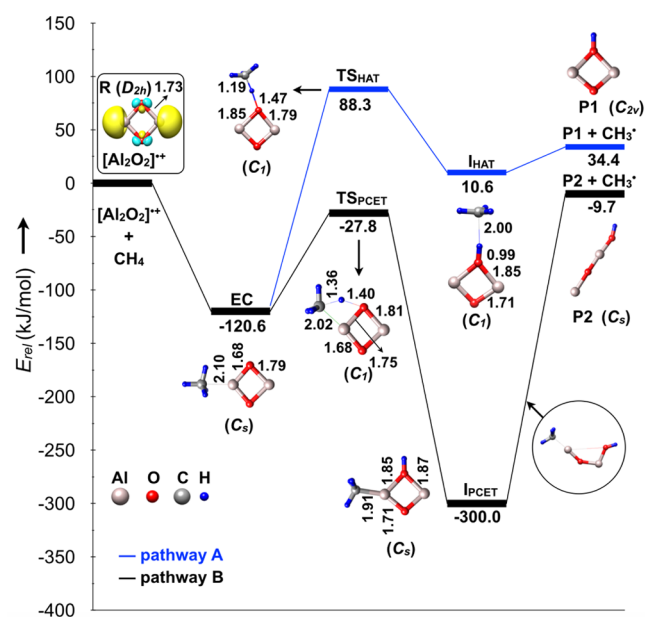 E_rel (kJ/mol)
150
100
50
0
-50
-100
-150
-200
-250
-300
-350
-400
R (D2h) 1.73
[Al2O2]•+
[Al2O2]•+
+
CH4
EC
-120.6
2.10
1.68
1.79
(Cs)
1.19
1.47
1.85
1.79
(C1)
TSHAT
88.3
TSPCET
-27.8
1.36
1.40
1.81
2.02
1.68
1.75
(C1)
IHAT
10.6
2.00
0.99
1.85
1.71
(C1)
P1 (C2v)
P1 + CH3•
34.4
P2 + CH3•
-9.7
P2 (Cs)
1.85
1.87
1.91
1.71
(Cs)
IPCET
-300.0
Al O C H
pathway A
pathway B